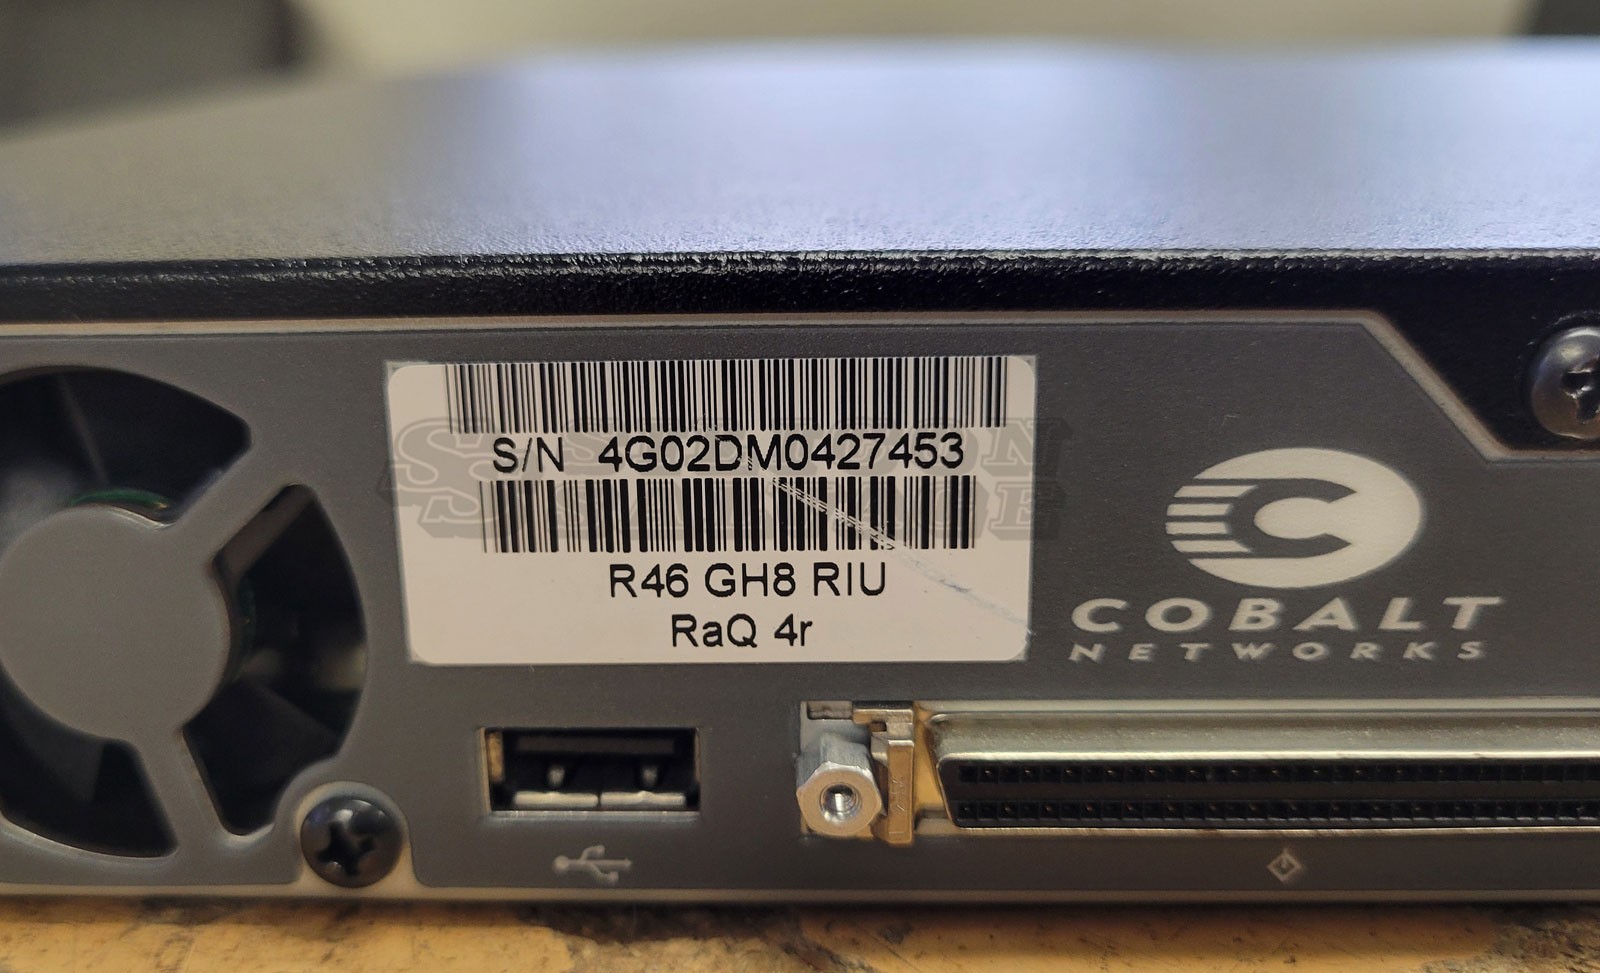 S/N 4G02DM0427453
R46 GH8 RIU
RaQ 4r
COBALT
NETWORKS